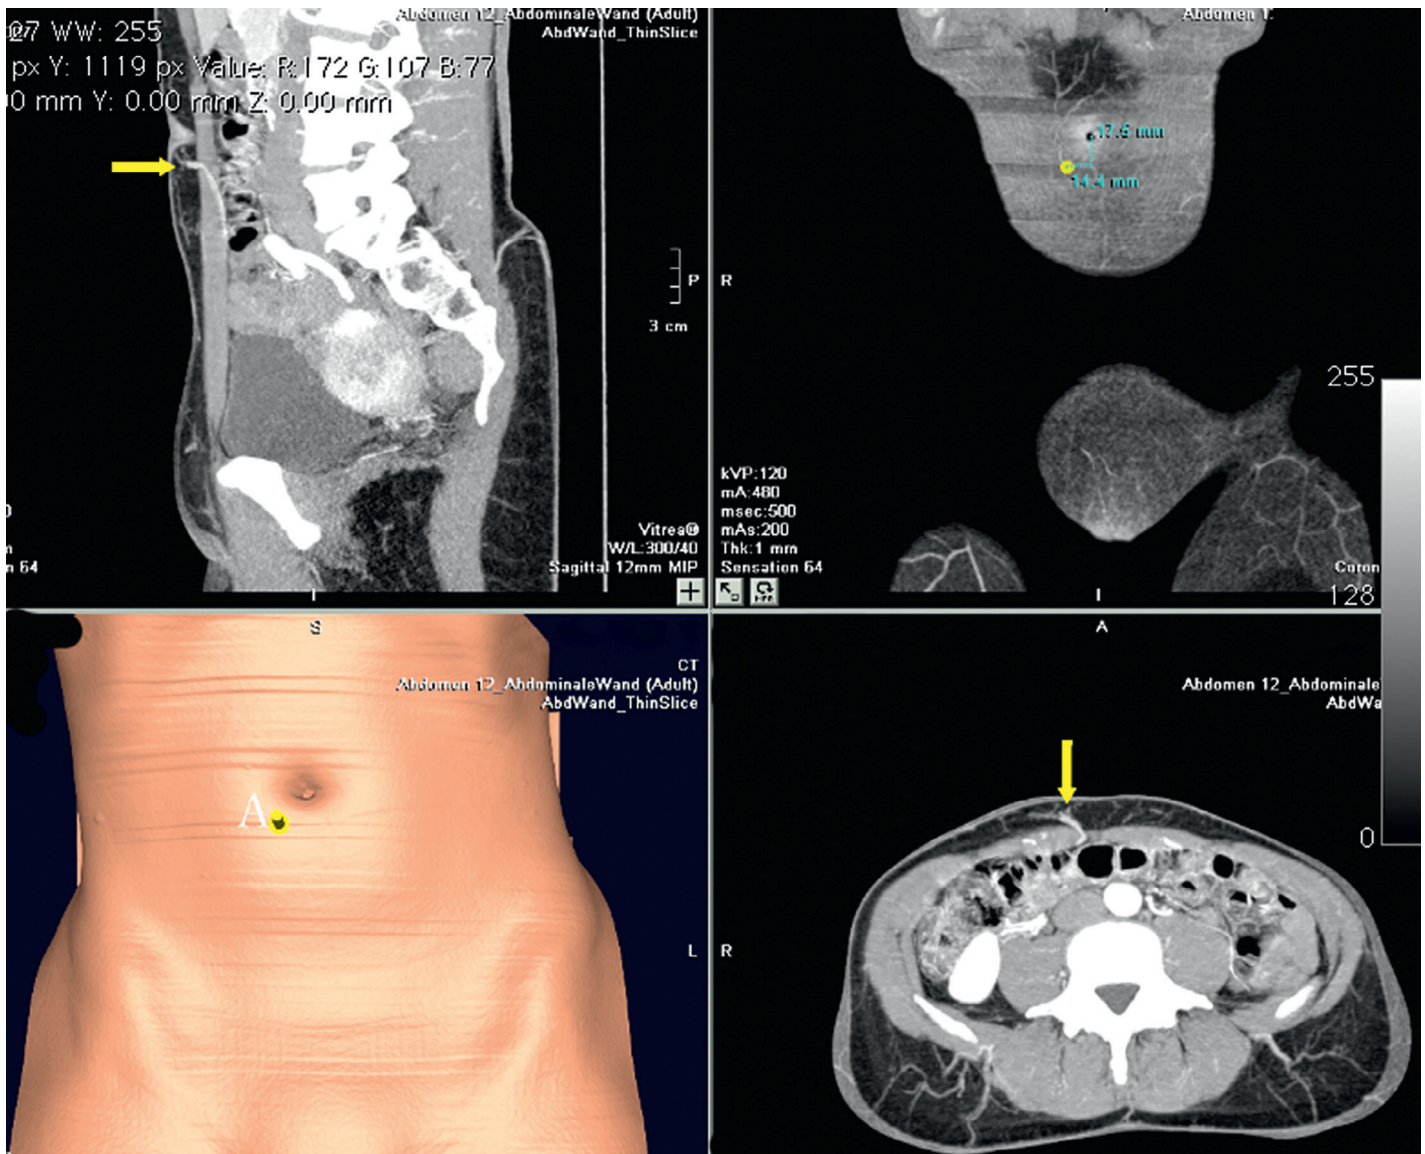 Abdomen 12_AbdominaleWand (Adult)
AbdWand_ThinSlice
WW: 255
px Y: 1119 px Value: R:172 G:107 B:77
0 mm Y: 0.00 mm Z: 0.00 mm
P
3 cm
Vitrea®
W/L:300/40
Sagittal 12mm MIP
n 64
Abdomen 1
17.6 mm
14.4 mm
R
kVP:120
mA:480
msec:500
mAs:200
Thk:1 mm
Sensation 64
Coron
255
128
0
S
CT
Abdomen 12_AbdominaleWand (Adult)
AbdWand_ThinSlice
A
L
A
Abdomen 12_Abdominale
AbdWa
R